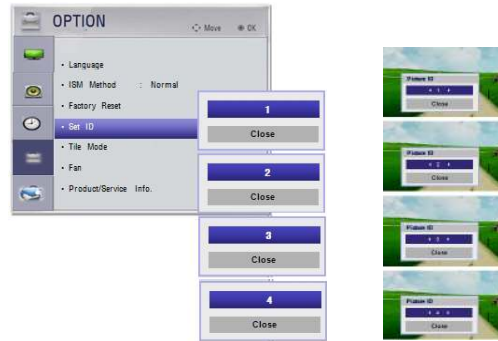 OPTION
Move OK
• Language
• ISM Method : Normal
• Factory Reset
• Set ID
• Tile Mode
• Fan
• Product/Service Info.
1
Close
2
Close
3
Close
4
Close
Picture ID
1
Close
Picture ID
2
Close
Picture ID
Close
Picture ID
Close